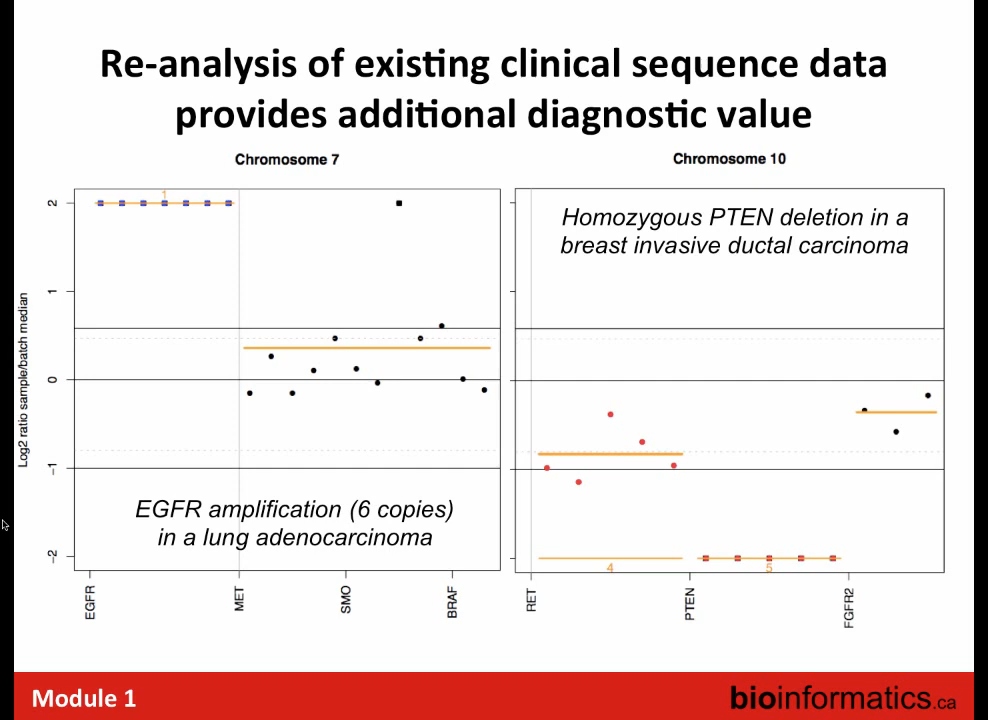 Re-analysis of existing clinical sequence data
provides additional diagnostic value
Chromosome 7
Chromosome 10
Log2 ratio sample/batch median
2
1
0
−1
−2
1
EGFR amplification (6 copies)
in a lung adenocarcinoma
EGFR
MET
SMO
BRAF
Homozygous PTEN deletion in a
breast invasive ductal carcinoma
4
5
RET
PTEN
FGFR2
Module 1
bioinformatics.ca